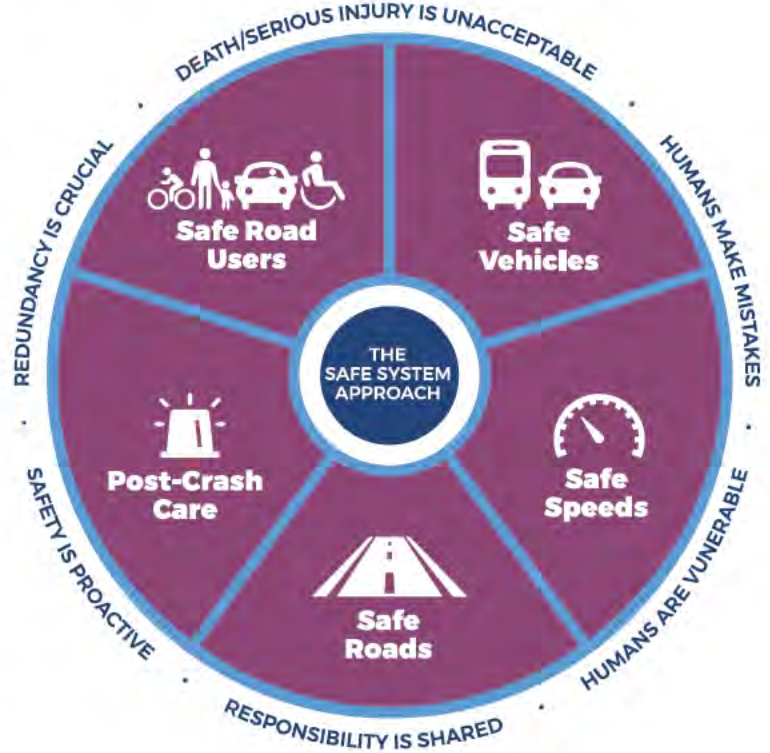 DEATH/SERIOUS INJURY IS UNACCEPTABLE
HUMANS MAKE MISTAKES
HUMANS ARE VUNERABLE
RESPONSIBILITY IS SHARED
SAFETY IS PROACTIVE
REDUNDANCY IS CRUCIAL
Safe Road
Users
Safe
Vehicles
Safe
Speeds
Safe
Roads
Post-Crash
Care
THE
SAFE SYSTEM
APPROACH